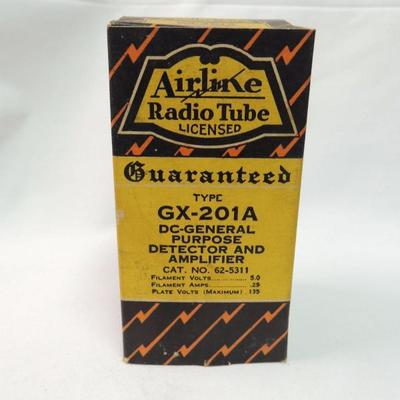 Airline
Radio Tube
LICENSED
Guaranteed
TYPE
GX-201A
DC-GENERAL
PURPOSE
DETECTOR AND
AMPLIFIER
CAT. NO. 62-5311
FILAMENT VOLTS............... 5.0
FILAMENT AMPS............... .25
PLATE VOLTS (MAXIMUM) .135